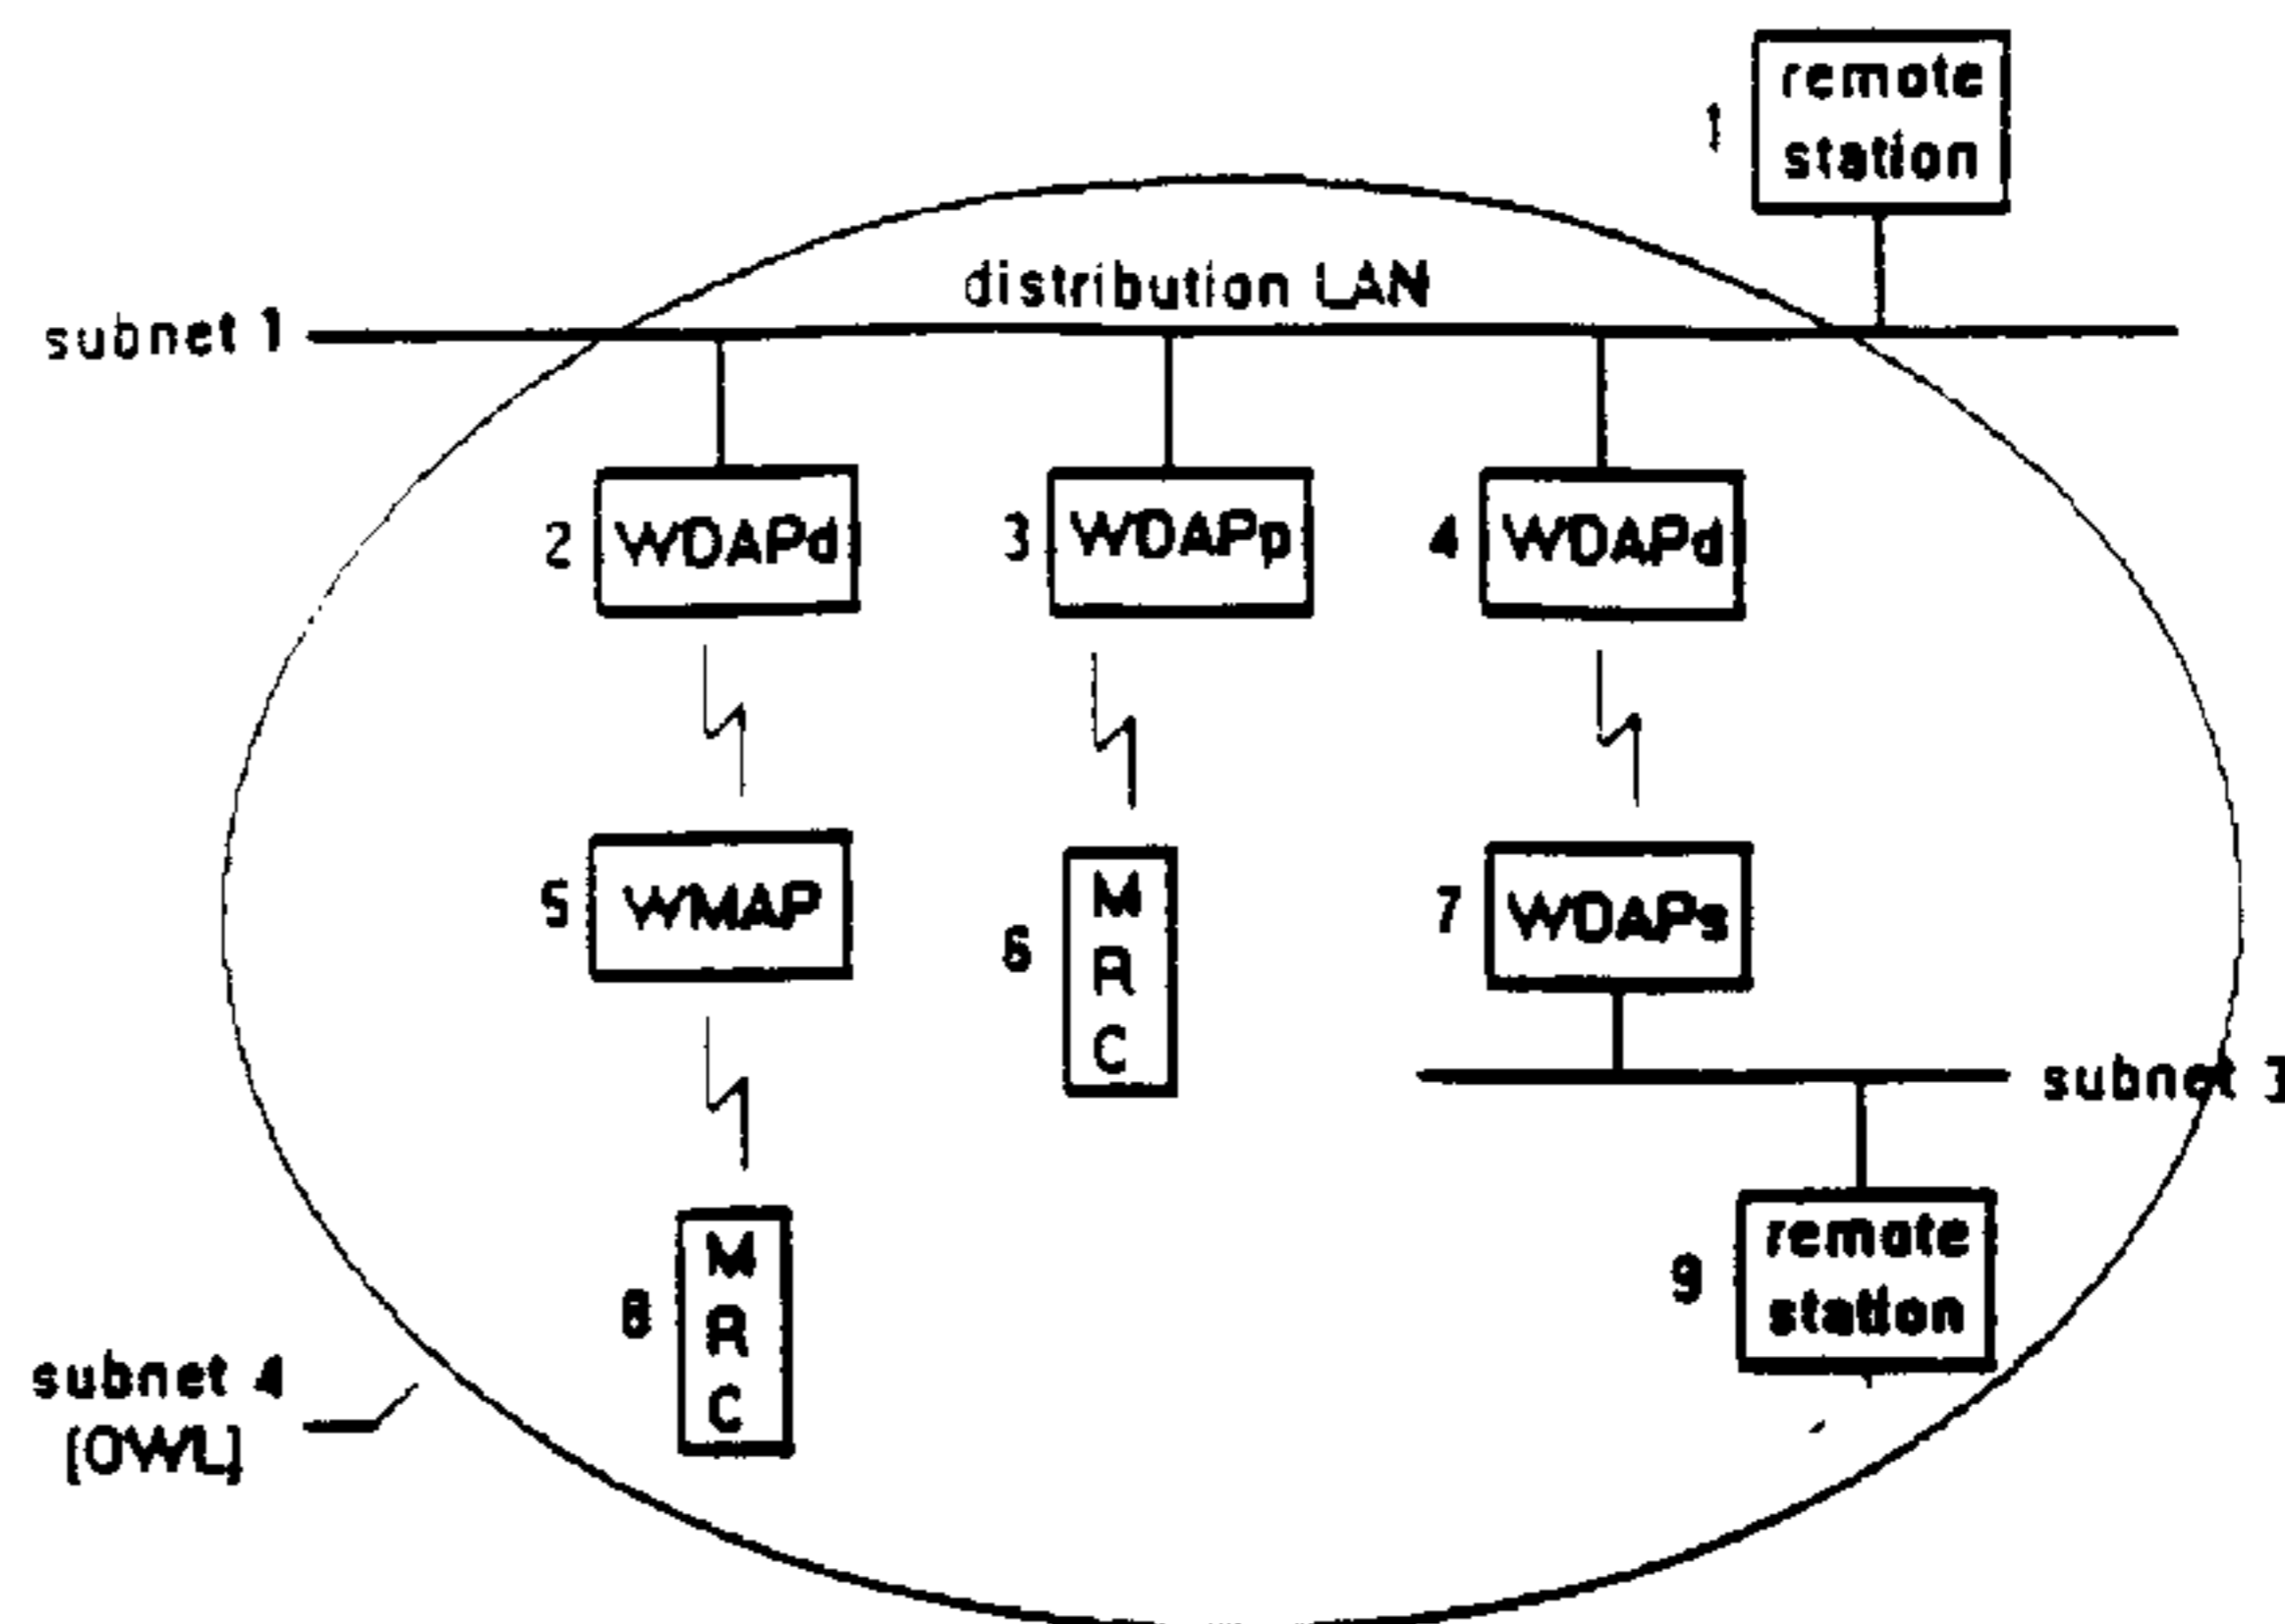 remote
station
1
distribution LAN
subnet 1
2 WDAPd
3 WDAPp
4 WDAPd
5 WMAP
6
M
R
C
7 WDAPs
subnet 3
8
M
R
C
9
remote
station
subnet 4
[OWL]